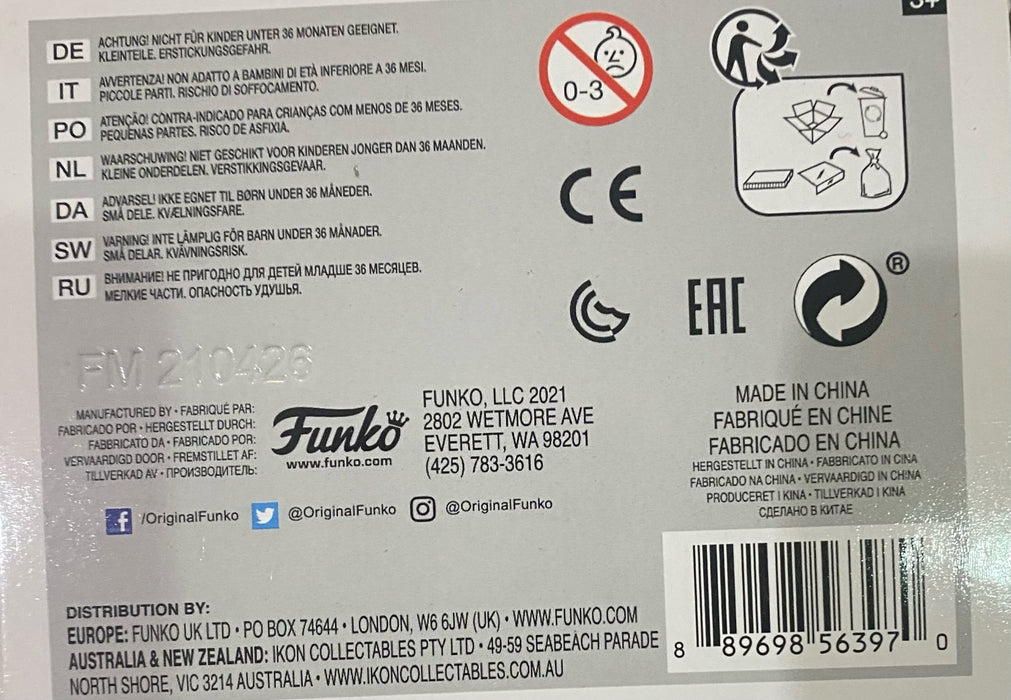 3+
DE ACHTUNG! NICHT FÜR KINDER UNTER 36 MONATEN GEEIGNET.
KLEINTEILE. ERSTICKUNGSGEFAHR.
IT AVVERTENZA! NON ADATTO A BAMBINI DI ETÀ INFERIORE A 36 MESI.
PICCOLE PARTI. RISCHIO DI SOFFOCAMENTO.
PO ATENÇÃO! CONTRA-INDICADO PARA CRIANÇAS COM MENOS DE 36 MESES.
PEQUENAS PARTES. RISCO DE ASFIXIA.
NL WAARSCHUWING! NIET GESCHIKT VOOR KINDEREN JONGER DAN 36 MAANDEN.
KLEINE ONDERDELEN. VERSTIKKINGSGEVAAR.
DA ADVARSEL! IKKE EGNET TIL BØRN UNDER 36 MÅNEDER.
SMÅ DELE. KVÆLNINGSFARE.
SW VARNING! INTE LÄMPLIG FÖR BARN UNDER 36 MÅNADER.
SMÅ DELAR. KVÄVNINGSRISK.
RU ВНИМАНИЕ! НЕ ПРИГОДНО ДЛЯ ДЕТЕЙ МЛАДШЕ 36 МЕСЯЦЕВ.
МЕЛКИЕ ЧАСТИ. ОПАСНОСТЬ УДУШЬЯ.
0-3
CE
EAC
®
FM 210426
MANUFACTURED BY • FABRIQUÉ PAR:
FABRICADO POR • HERGESTELLT DURCH:
FABBRICATO DA • FABRICADO POR:
VERVAARDIGD DOOR • FREMSTILLET AF:
TILLVERKAD AV • ПРОИЗВОДИТЕЛЬ:
Funko
www.funko.com
FUNKO, LLC 2021
2802 WETMORE AVE
EVERETT, WA 98201
(425) 783-3616
MADE IN CHINA
FABRIQUÉ EN CHINE
FABRICADO EN CHINA
HERGESTELLT IN CHINA • FABBRICATO IN CINA
FABRICADO NA CHINA • VERVAARDIGD IN CHINA
PRODUCERET I KINA • TILLVERKAD I KINA
СДЕЛАНО В КИТАЕ
/OriginalFunko @OriginalFunko @OriginalFunko
DISTRIBUTION BY:
EUROPE: FUNKO UK LTD • PO BOX 74644 • LONDON, W6 6JW (UK) • WWW.FUNKO.COM
AUSTRALIA & NEW ZEALAND: IKON COLLECTABLES PTY LTD • 49-59 SEABEACH PARADE
NORTH SHORE, VIC 3214 AUSTRALIA • WWW.IKONCOLLECTABLES.COM.AU
8 89698 56397 0